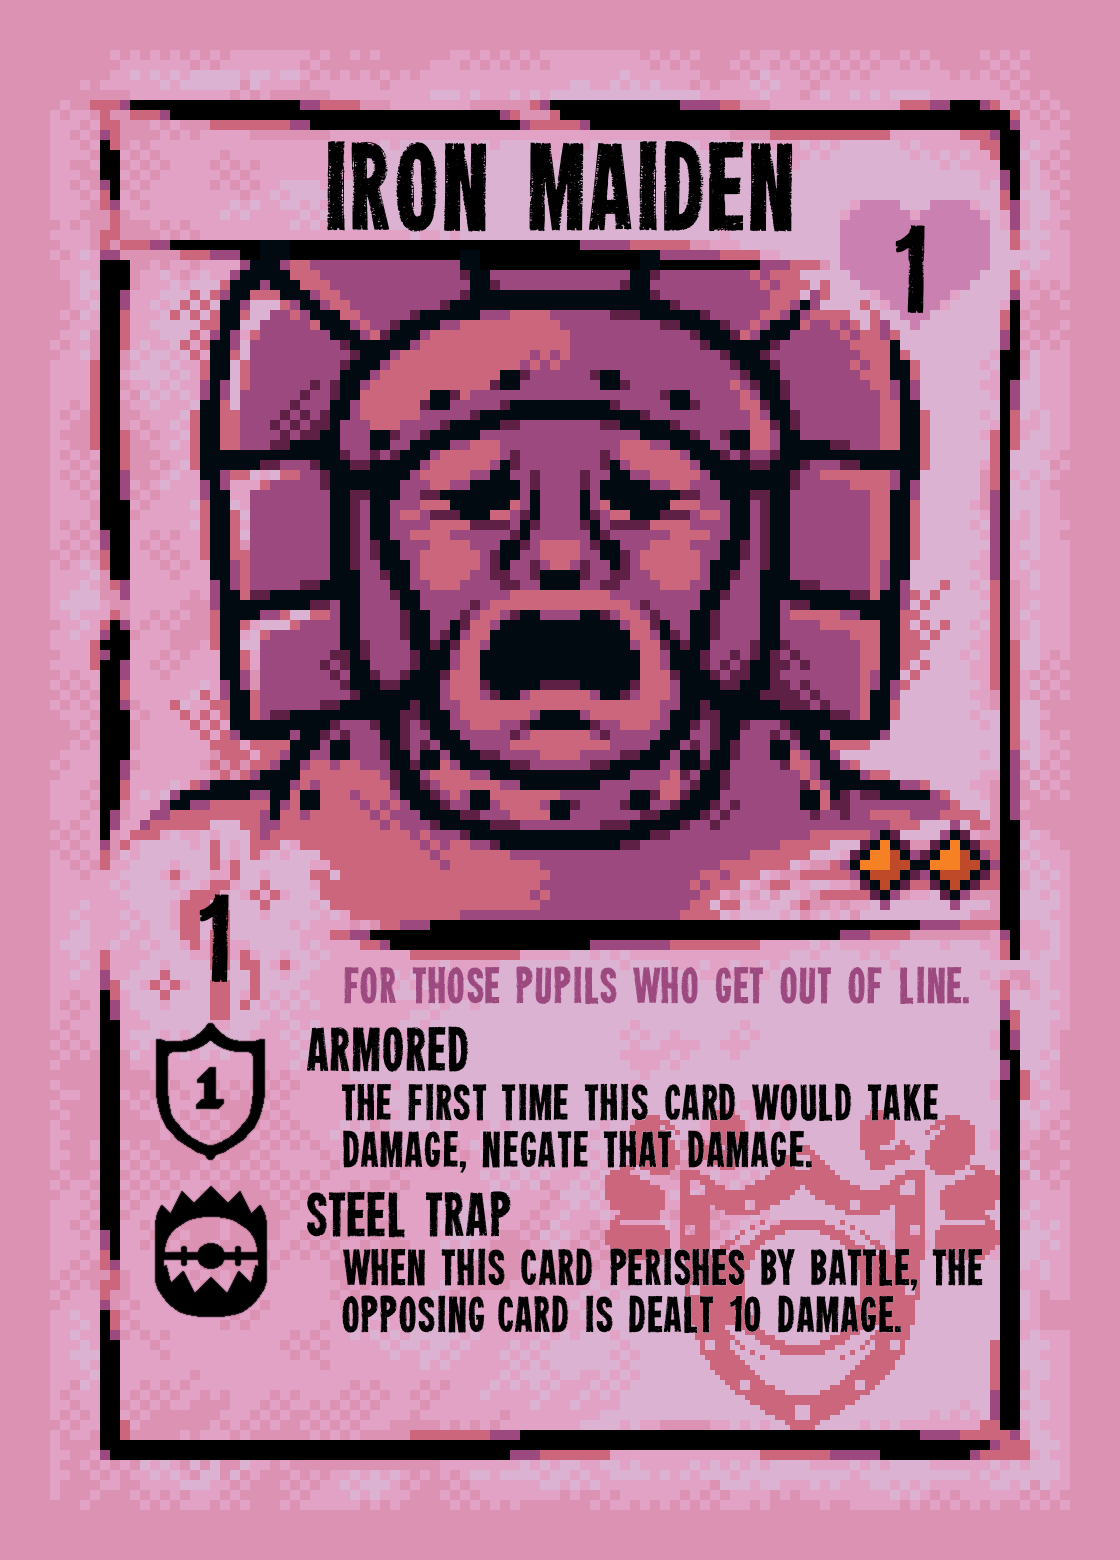 IRON MAIDEN
1
1
FOR THOSE PUPILS WHO GET OUT OF LINE.
1
ARMORED
THE FIRST TIME THIS CARD WOULD TAKE
DAMAGE, NEGATE THAT DAMAGE.
STEEL TRAP
WHEN THIS CARD PERISHES BY BATTLE, THE
OPPOSING CARD IS DEALT 10 DAMAGE.